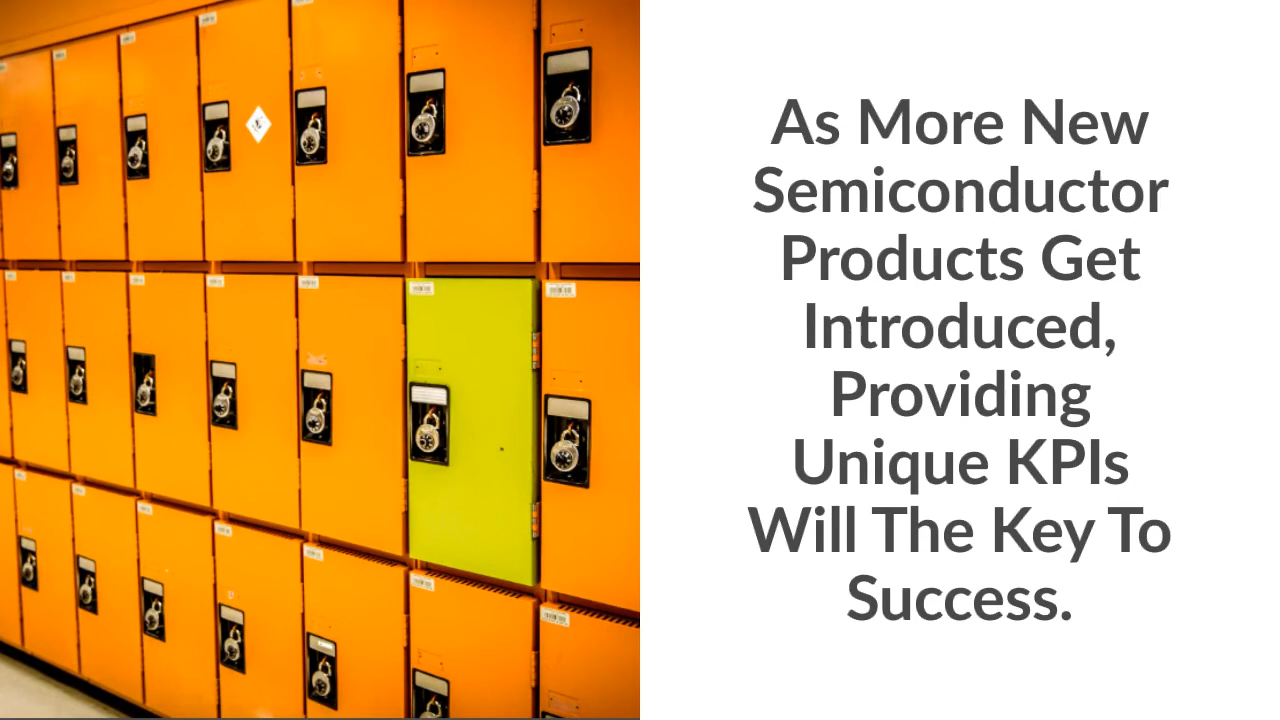 As More New
Semiconductor
Products Get
Introduced,
Providing
Unique KPIs
Will The Key To
Success.